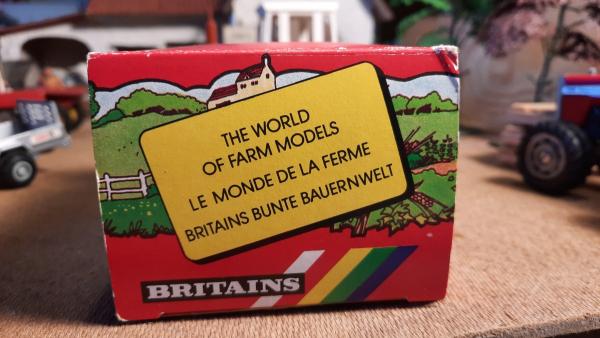 THE WORLD
OF FARM MODELS
LE MONDE DE LA FERME
BRITAINS BUNTE BAUERNWELT
BRITAINS